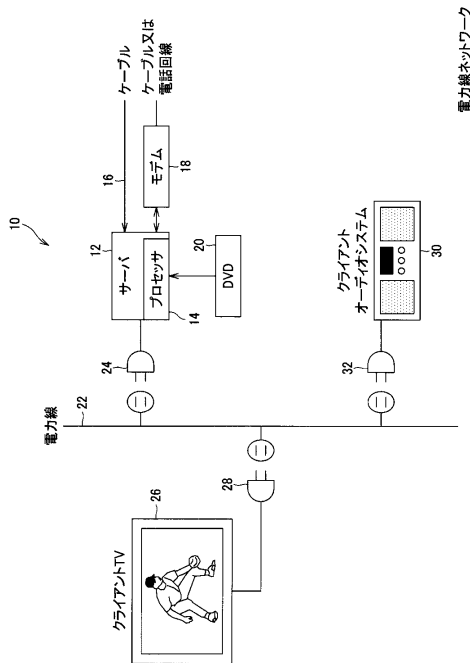 10
ケーブル
16
ケーブル又は
電話回線
12
サーバ
プロセッサ
14
モデム
18
20
DVD
24
電力線
22
クライアントTV
26
28
クライアント
オーディオシステム
30
32
電力線ネットワーク